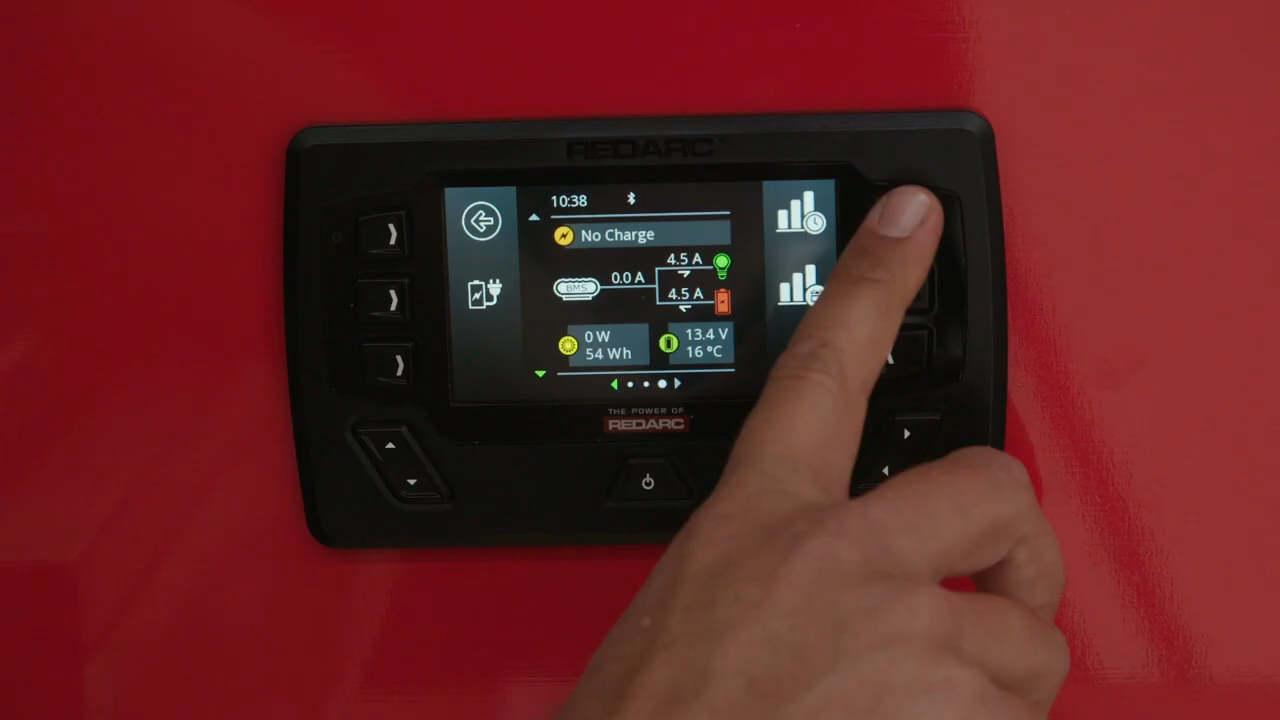 REDARC
10:38
No Charge
4.5 A
0.0 A
BMS
4.5 A
0 W
54 Wh
13.4 V
16 °C
THE POWER OF
REDARC